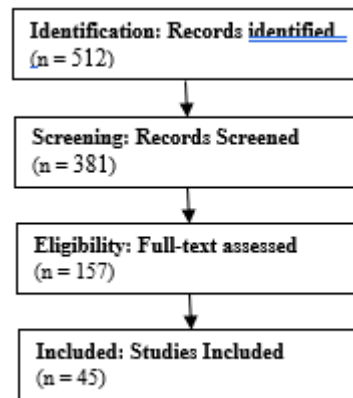 Identification: Records identified
(n = 512)
Screening: Records Screened
(n = 381)
Eligibility: Full-text assessed
(n = 157)
Included: Studies Included
(n = 45)